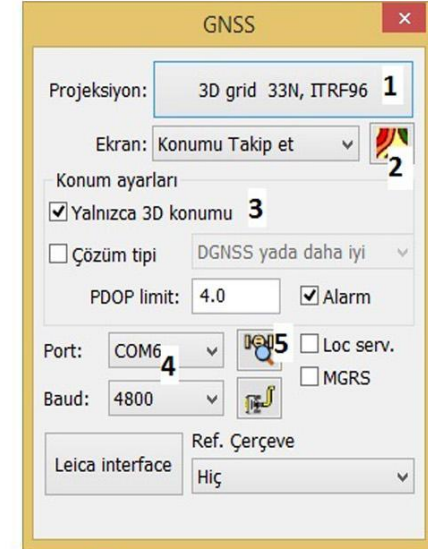 GNSS
×
Projeksiyon: 3D grid 33N, ITRF96 1
Ekran: Konumu Takip et
2
Konum ayarları
Yalnızca 3D konumu 3
Çözüm tipi DGNSS yada daha iyi
PDOP limit: 4.0 Alarm
Port: COM6 5 Loc serv.
4
MGRS
Baud: 4800
Leica interface
Ref. Çerçeve
Hiç